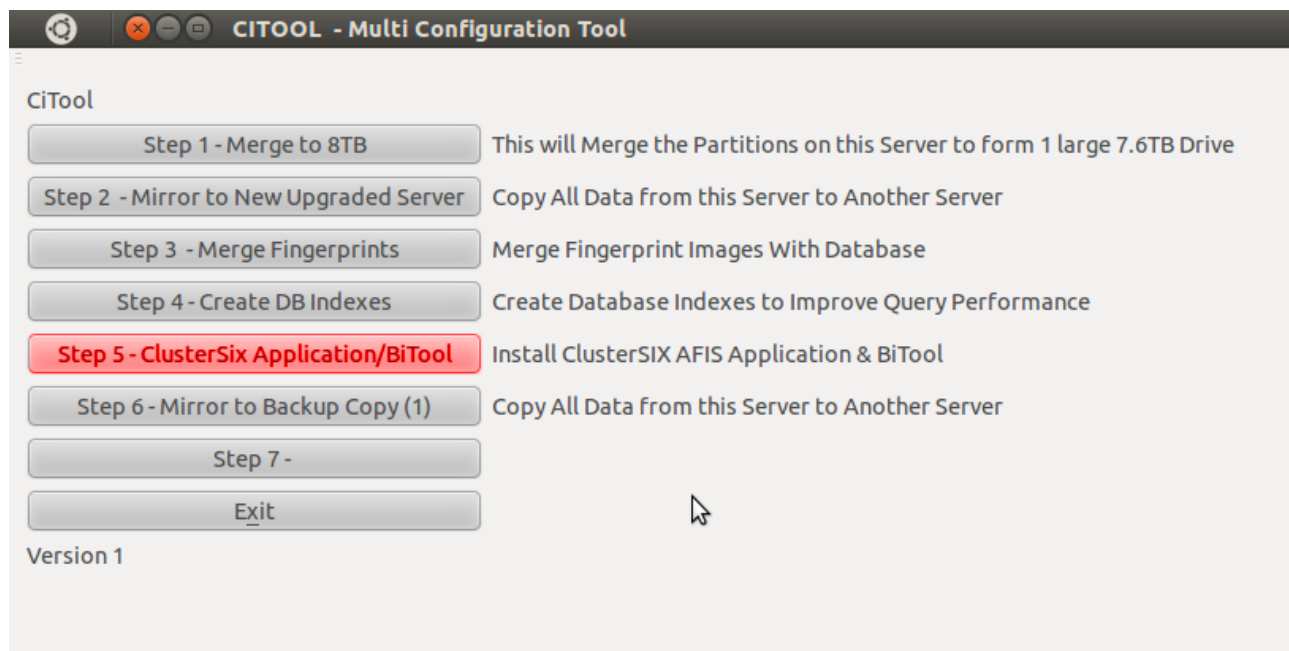 CITOOL - Multi Configuration Tool
CiTool
Step 1 - Merge to 8TB This will Merge the Partitions on this Server to form 1 large 7.6TB Drive
Step 2 - Mirror to New Upgraded Server Copy All Data from this Server to Another Server
Step 3 - Merge Fingerprints Merge Fingerprint Images With Database
Step 4 - Create DB Indexes Create Database Indexes to Improve Query Performance
Step 5 - ClusterSix Application/BiTool Install ClusterSIX AFIS Application & BiTool
Step 6 - Mirror to Backup Copy (1) Copy All Data from this Server to Another Server
Step 7 -
Exit
Version 1